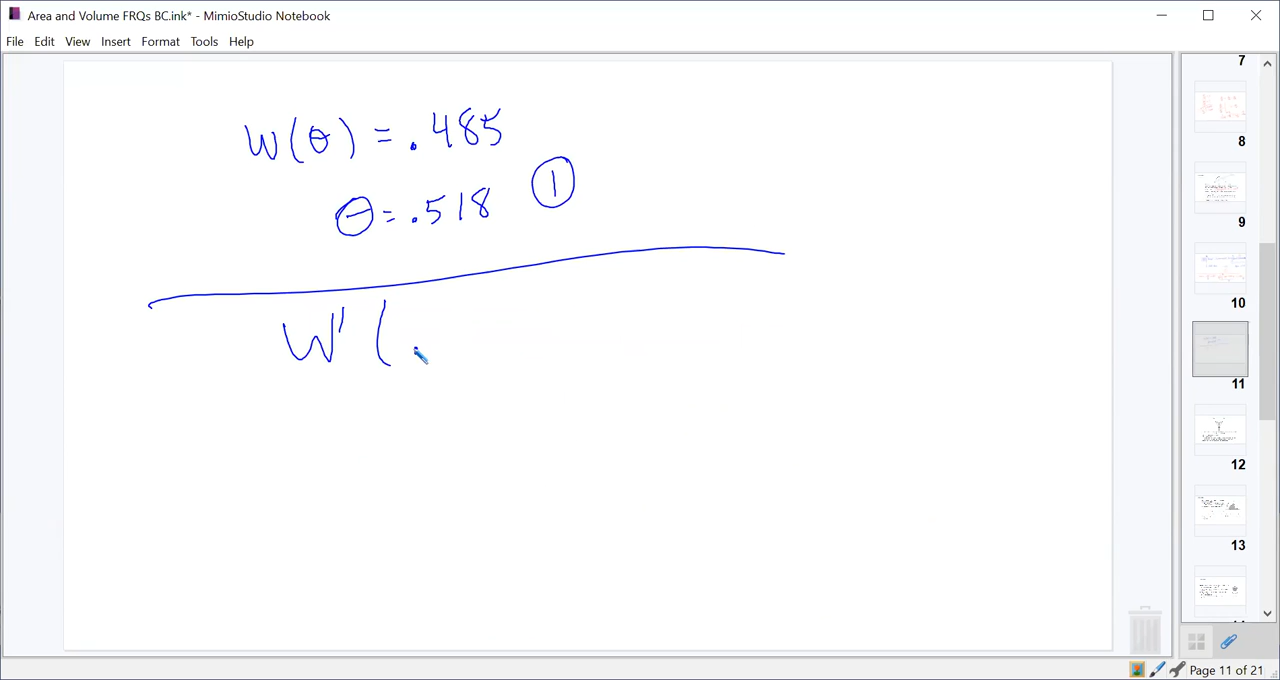 Area and Volume FRQs BC.ink* - MimioStudio Notebook
File Edit View Insert Format Tools Help
W(θ) = .485
θ = .518 ①
W' (
7
8
9
10
11
12
13
Page 11 of 21